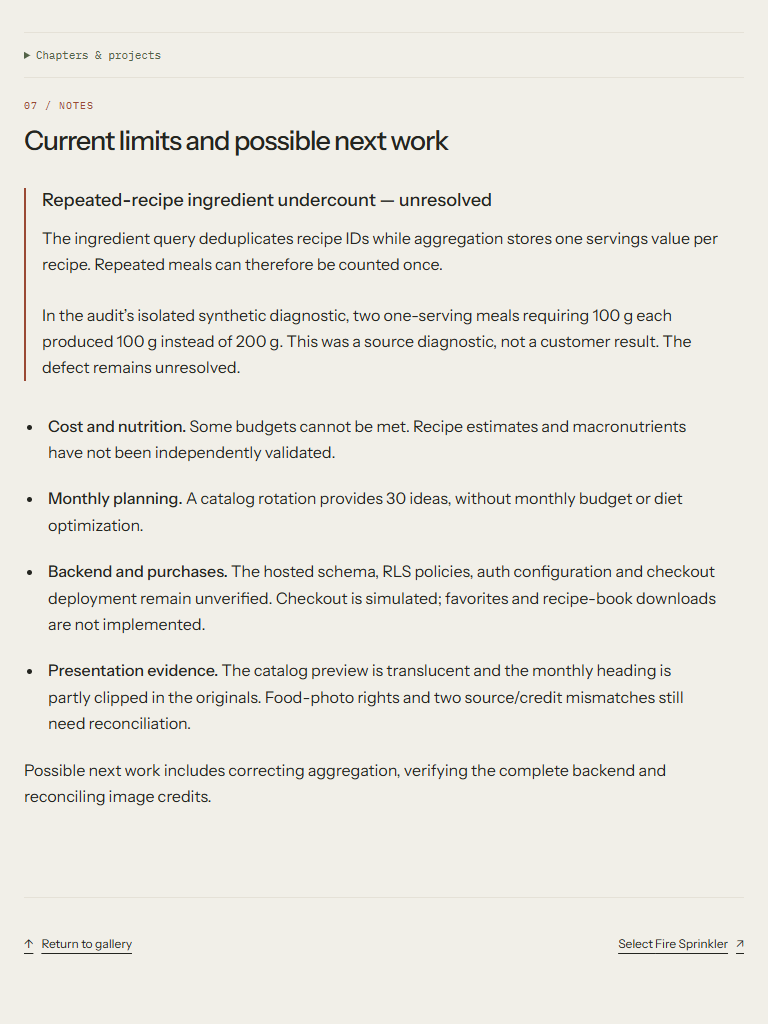 ▶ Chapters & projects
07 / NOTES
Current limits and possible next work
Repeated-recipe ingredient undercount — unresolved
The ingredient query deduplicates recipe IDs while aggregation stores one servings value per
recipe. Repeated meals can therefore be counted once.
In the audit’s isolated synthetic diagnostic, two one-serving meals requiring 100 g each
produced 100 g instead of 200 g. This was a source diagnostic, not a customer result. The
defect remains unresolved.
• Cost and nutrition. Some budgets cannot be met. Recipe estimates and macronutrients
have not been independently validated.
• Monthly planning. A catalog rotation provides 30 ideas, without monthly budget or diet
optimization.
• Backend and purchases. The hosted schema, RLS policies, auth configuration and checkout
deployment remain unverified. Checkout is simulated; favorites and recipe-book downloads
are not implemented.
• Presentation evidence. The catalog preview is translucent and the monthly heading is
partly clipped in the originals. Food-photo rights and two source/credit mismatches still
need reconciliation.
Possible next work includes correcting aggregation, verifying the complete backend and
reconciling image credits.
↑ Return to gallery
Select Fire Sprinkler ↗